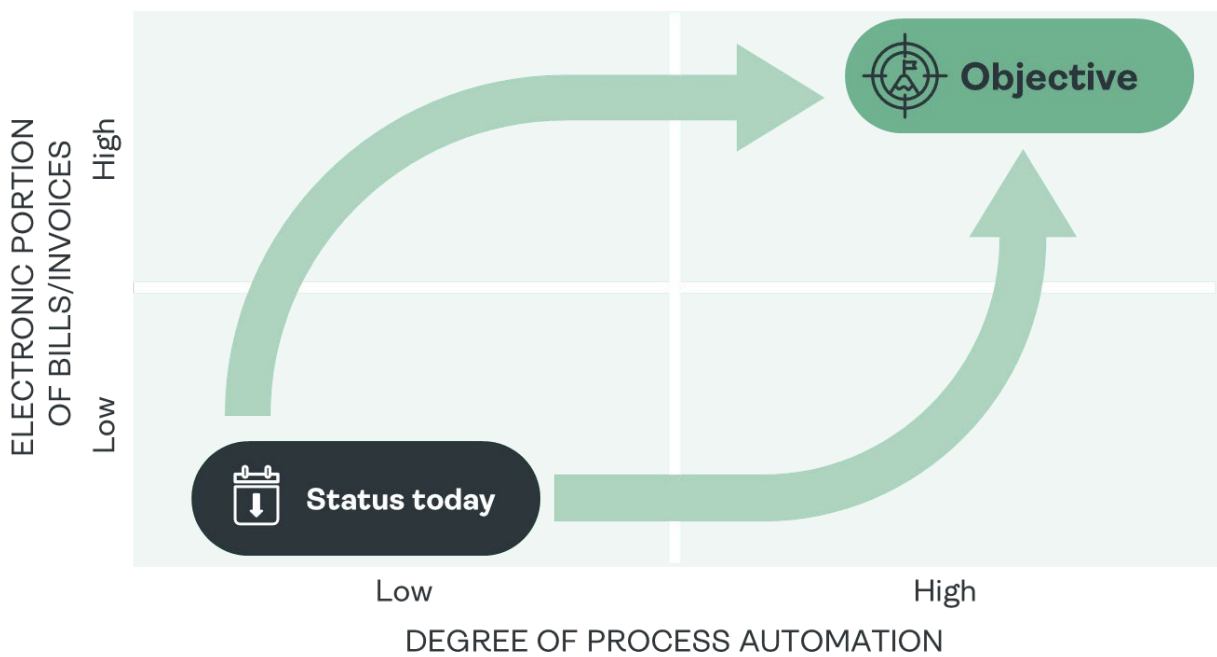 ELECTRONIC PORTION
OF BILLS/INVOICES
High
Low
Objective
Status today
Low
High
DEGREE OF PROCESS AUTOMATION